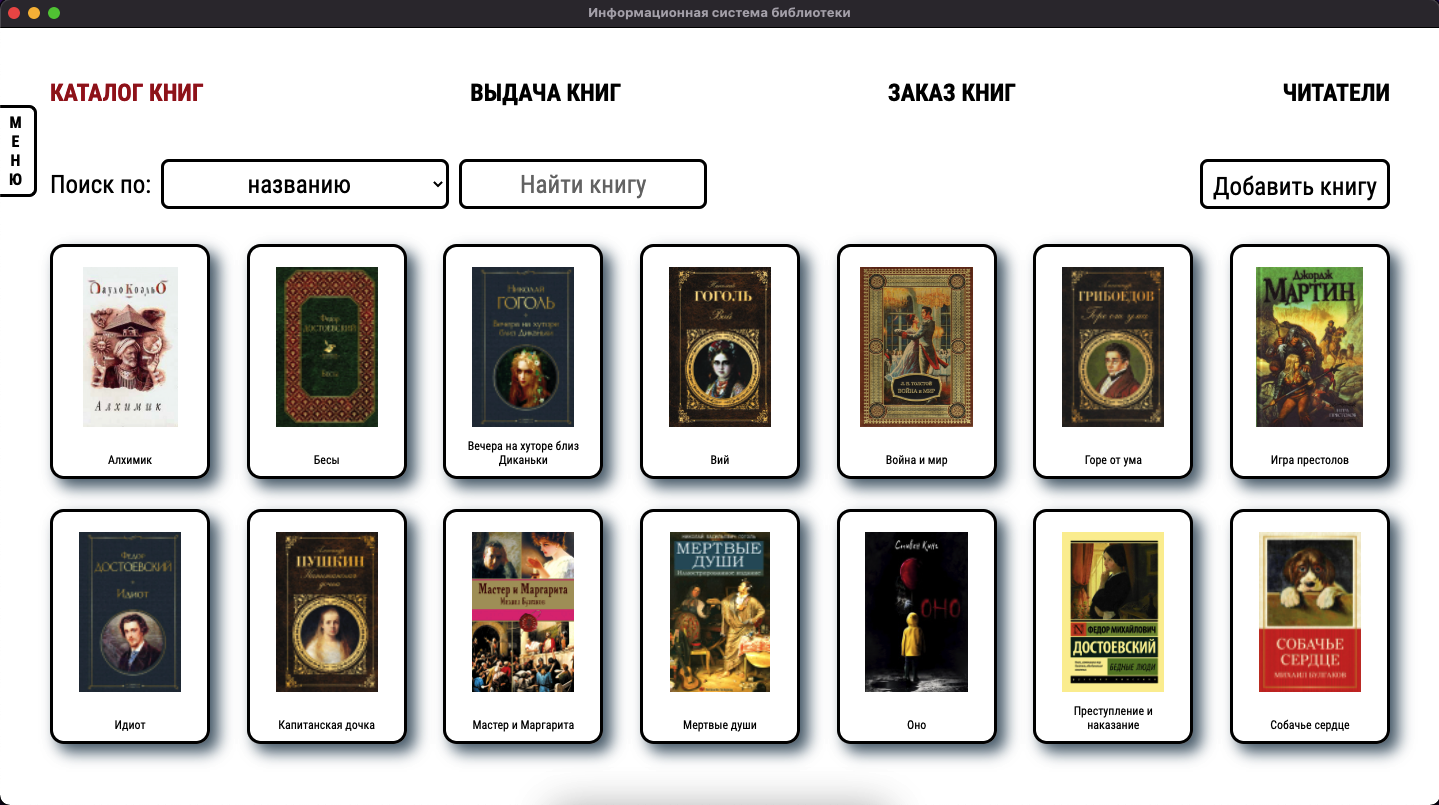 Информационная система библиотеки
КАТАЛОГ КНИГ
ВЫДАЧА КНИГ
ЗАКАЗ КНИГ
ЧИТАТЕЛИ
МЕНЮ
Поиск по:
названию
Найти книгу
Добавить книгу
Пауло Коэльо
Алхимик
Алхимик
Федор
ДОСТОЕВСКИЙ
Бесы
Бесы
Николай
ГОГОЛЬ
Вечера на хуторе
близ Диканьки
Вечера на хуторе близ
Диканьки
ГОГОЛЬ
Вий
Вий
Л. Н. ТОЛСТОЙ
ВОЙНА и МИР
Война и мир
Александр
ГРИБОЕДОВ
Горе от ума
Горе от ума
Джордж
МАРТИН
ИГРА
ПРЕСТОЛОВ
Игра престолов
Федор
ДОСТОЕВСКИЙ
Идиот
Идиот
Александр
ПУШКИН
Капитанская
дочка
Капитанская дочка
Мастер и Маргарита
Михаил Булгаков
Мастер и Маргарита
НИКОЛАЙ ВАСИЛЬЕВИЧ ГОГОЛЬ
МЕРТВЫЕ
ДУШИ
Иллюстрированное издание
Мертвые души
Стивен Кинг
ОНО
Оно
ФЕДОР МИХАЙЛОВИЧ
ДОСТОЕВСКИЙ
БЕДНЫЕ ЛЮДИ
Преступление и
наказание
СОБАЧЬЕ
СЕРДЦЕ
МИХАИЛ БУЛГАКОВ
Собачье сердце